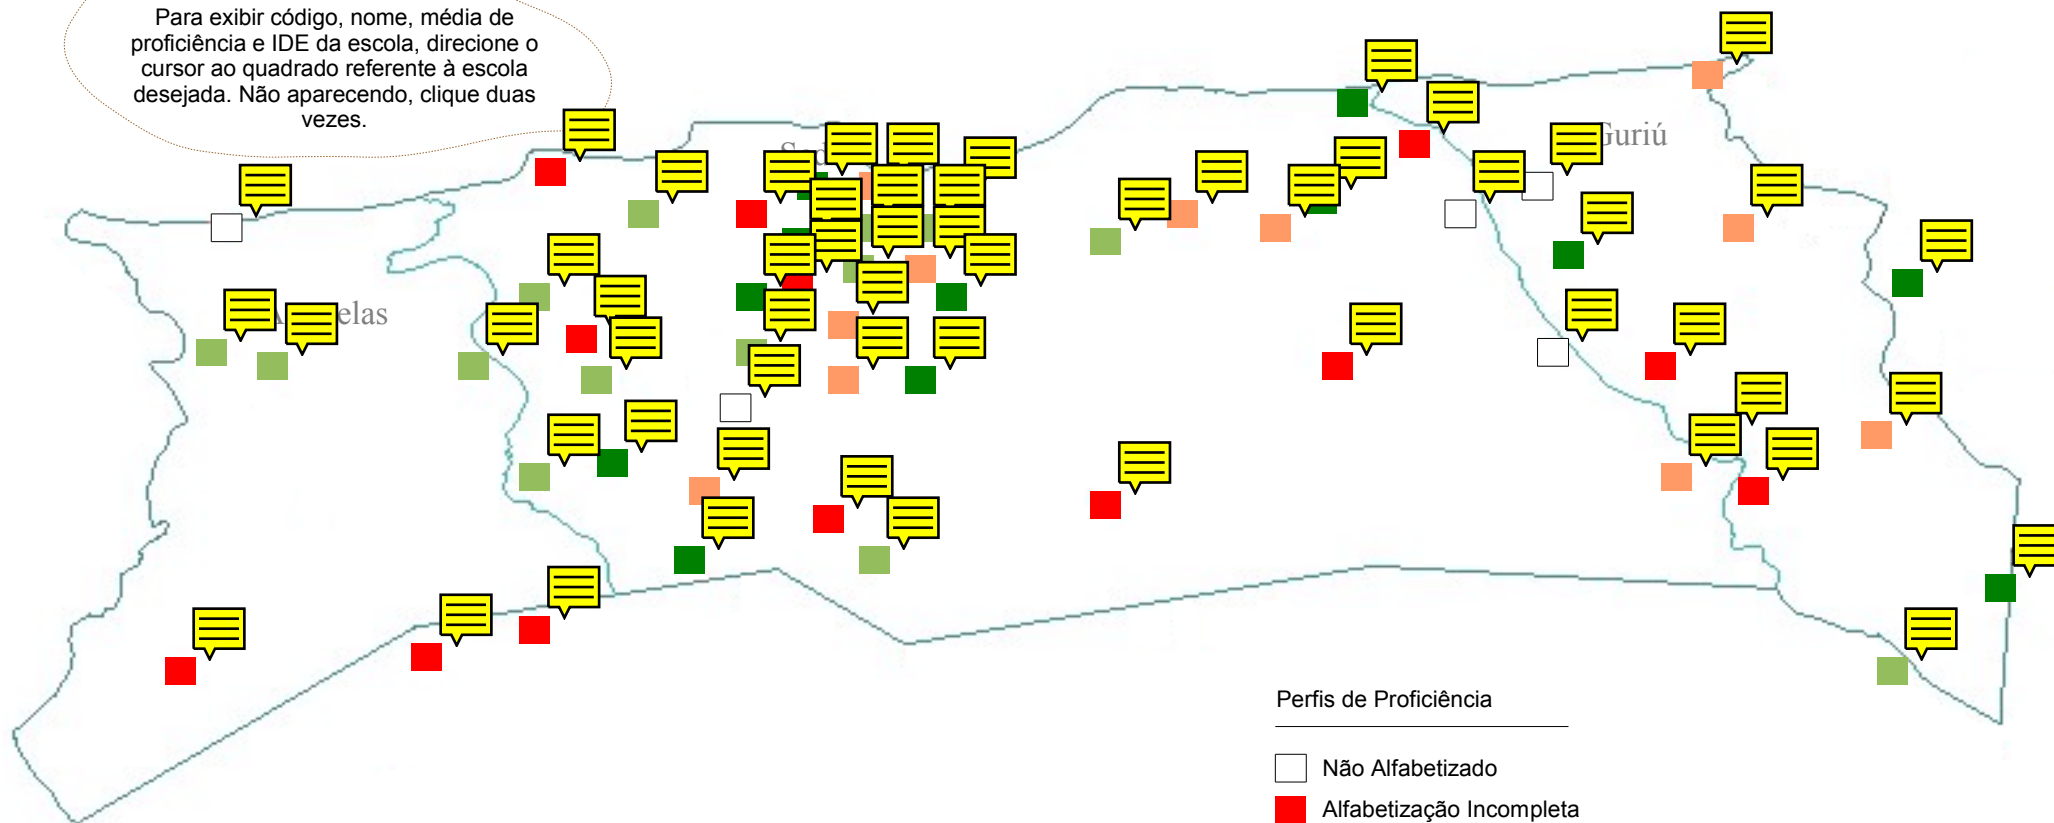 Para exibir código, nome, média de
proficiência e IDE da escola, direcione o
cursor ao quadrado referente à escola
desejada. Não aparecendo, clique duas
vezes.
Guriú
Perfis de Proficiência
Não Alfabetizado
Alfabetização Incompleta